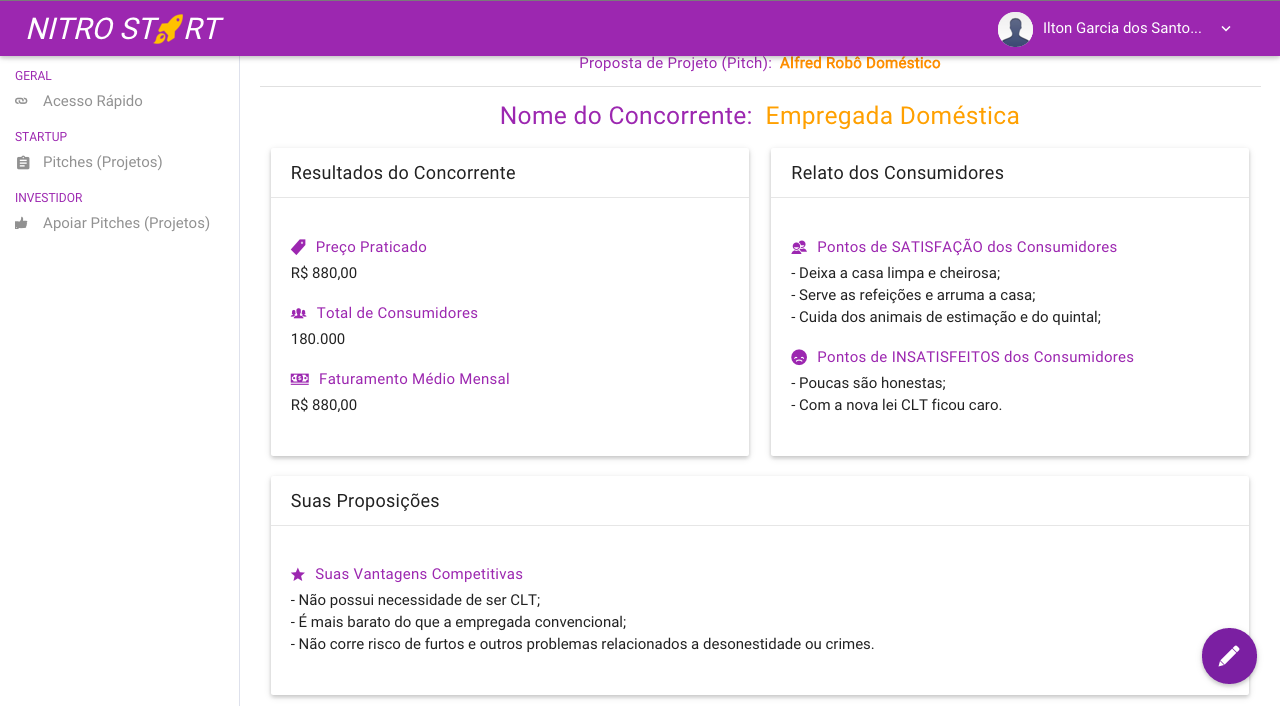 NITRO START
Ilton Garcia dos Santo...
GERAL
Acesso Rápido
STARTUP
Pitches (Projetos)
INVESTIDOR
Apoiar Pitches (Projetos)
Proposta de Projeto (Pitch): Alfred Robô Doméstico
Nome do Concorrente: Empregada Doméstica
Resultados do Concorrente
Preço Praticado
R$ 880,00
Total de Consumidores
180.000
Faturamento Médio Mensal
R$ 880,00
Relato dos Consumidores
Pontos de SATISFAÇÃO dos Consumidores
- Deixa a casa limpa e cheirosa;
- Serve as refeições e arruma a casa;
- Cuida dos animais de estimação e do quintal;
Pontos de INSATISFEITOS dos Consumidores
- Poucas são honestas;
- Com a nova lei CLT ficou caro.
Suas Proposições
Suas Vantagens Competitivas
- Não possui necessidade de ser CLT;
- É mais barato do que a empregada convencional;
- Não corre risco de furtos e outros problemas relacionados a desonestidade ou crimes.